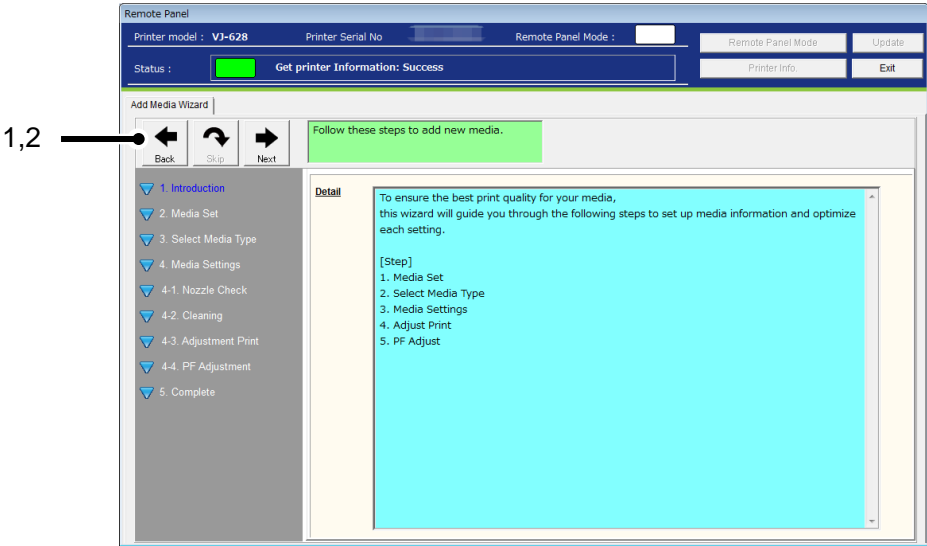 Remote Panel
Printer model : VJ-628 Printer Serial No Remote Panel Mode :
Remote Panel Mode Update
Status : Get printer Information: Success
Printer Info. Exit
Add Media Wizard
1,2
Back Skip Next
Follow these steps to add new media.
1. Introduction
2. Media Set
3. Select Media Type
4. Media Settings
4-1. Nozzle Check
4-2. Cleaning
4-3. Adjustment Print
4-4. PF Adjustment
5. Complete
Detail
To ensure the best print quality for your media,
this wizard will guide you through the following steps to set up media information and optimize
each setting.
[Step]
1. Media Set
2. Select Media Type
3. Media Settings
4. Adjust Print
5. PF Adjust